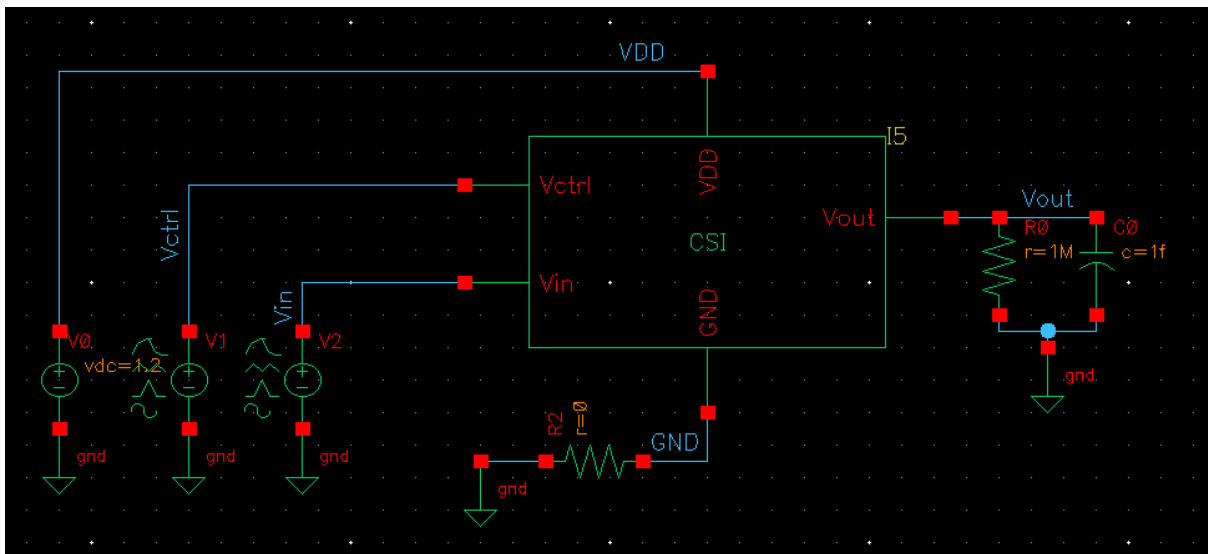 VDD
I5
Vctrl
VDD
Vctrl
Vout
Vout
R0
C0
r=1M
c=1f
CSI
Vin
Vin
GND
V0
vdc=1.2
V1
V2
gnd
gnd
gnd
gnd
R2
r=0
GND
gnd